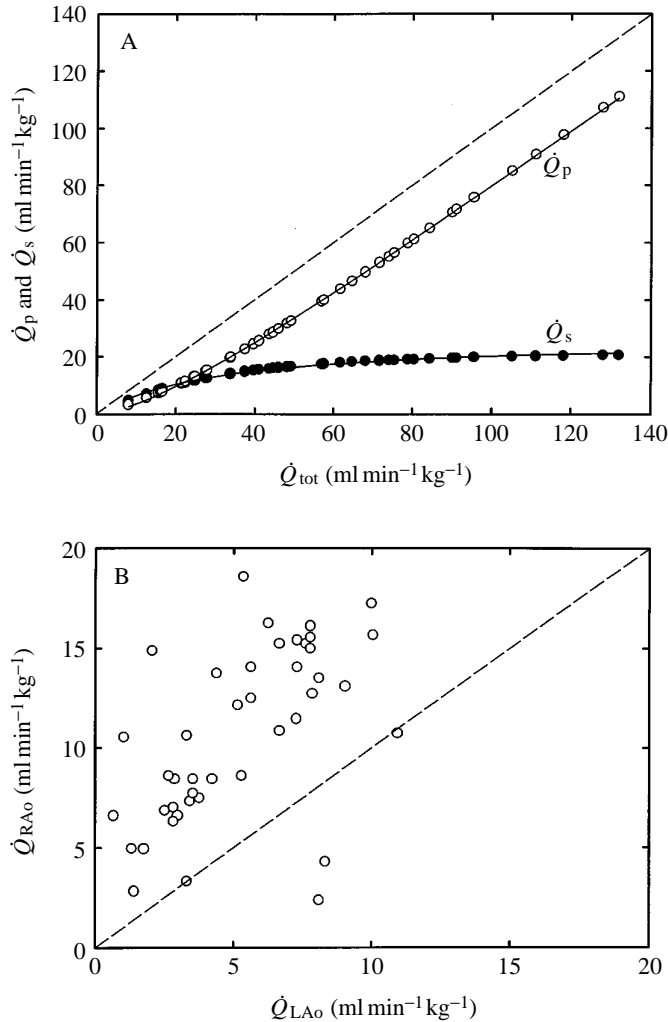 A
140
120
100
80
60
40
20
0
Q̇p and Q̇s (ml min−1 kg−1)
Q̇p
Q̇s
0 20 40 60 80 100 120 140
Q̇tot (ml min−1 kg−1)
B
20
15
10
5
0
Q̇RAo (ml min−1 kg−1)
0 5 10 15 20
Q̇LAo (ml min−1 kg−1)